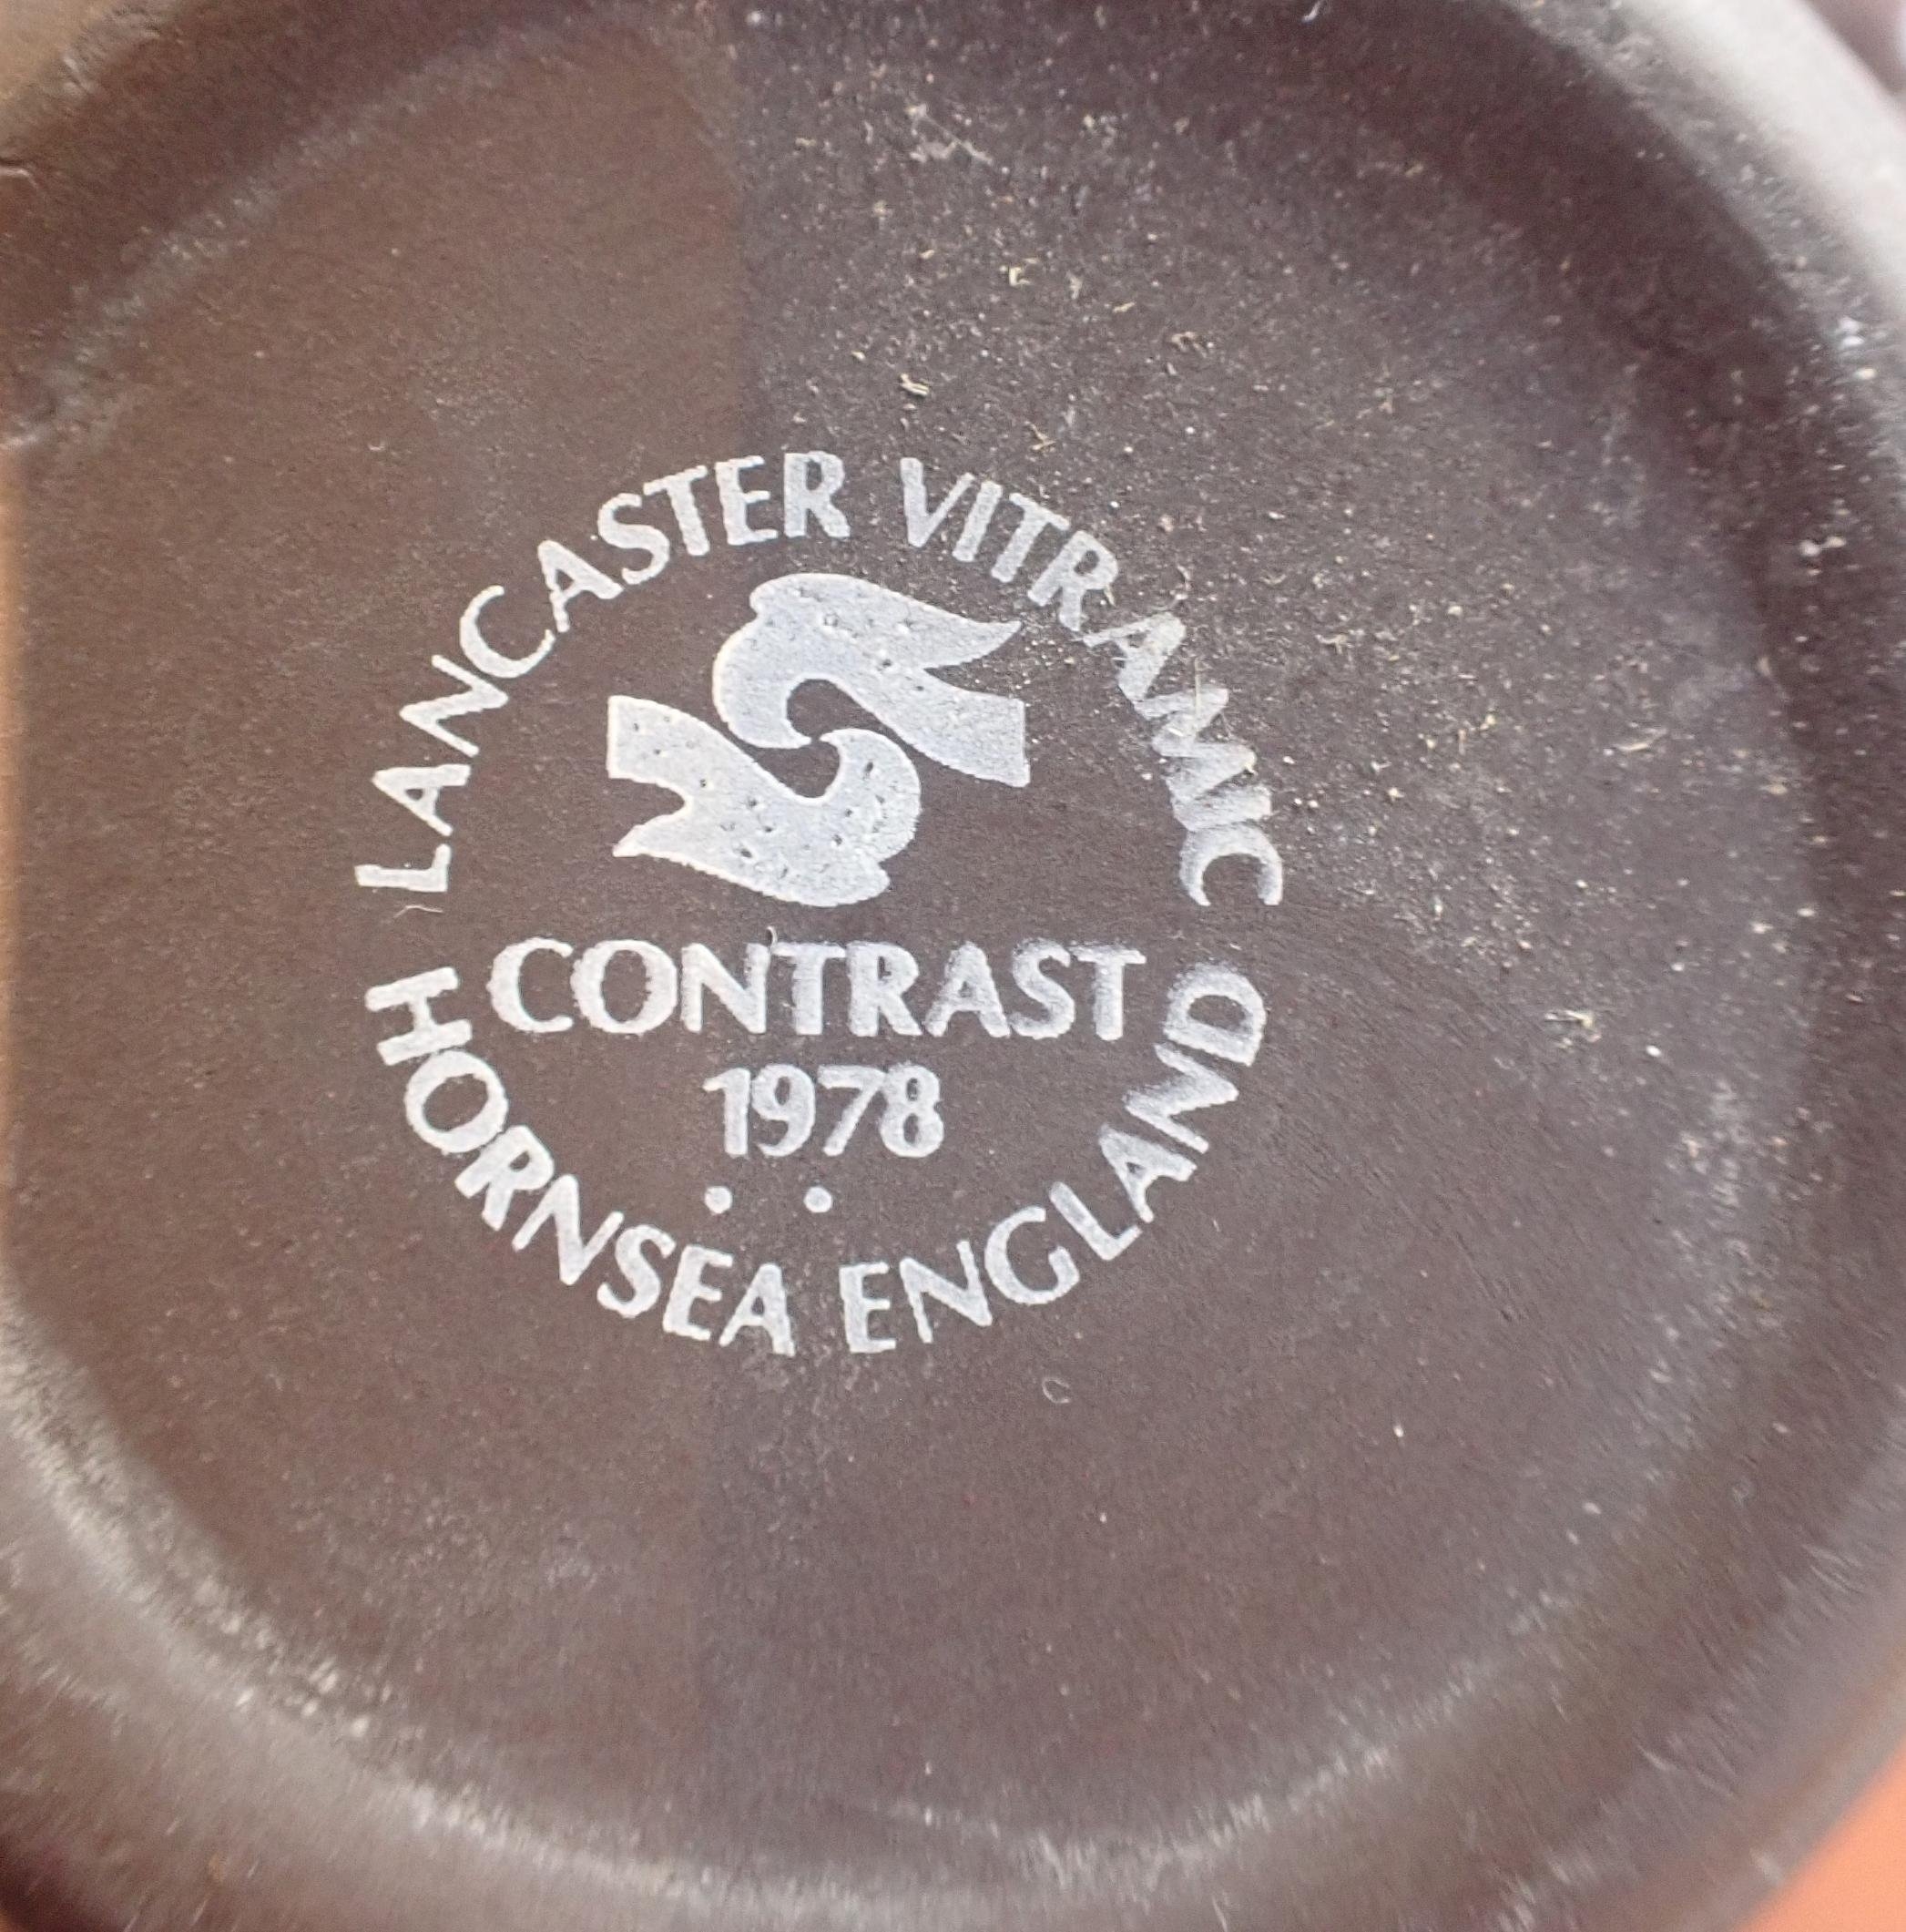 LANCASTER VITRAMIC
CONTRAST
1978
HORNSEA ENGLAND